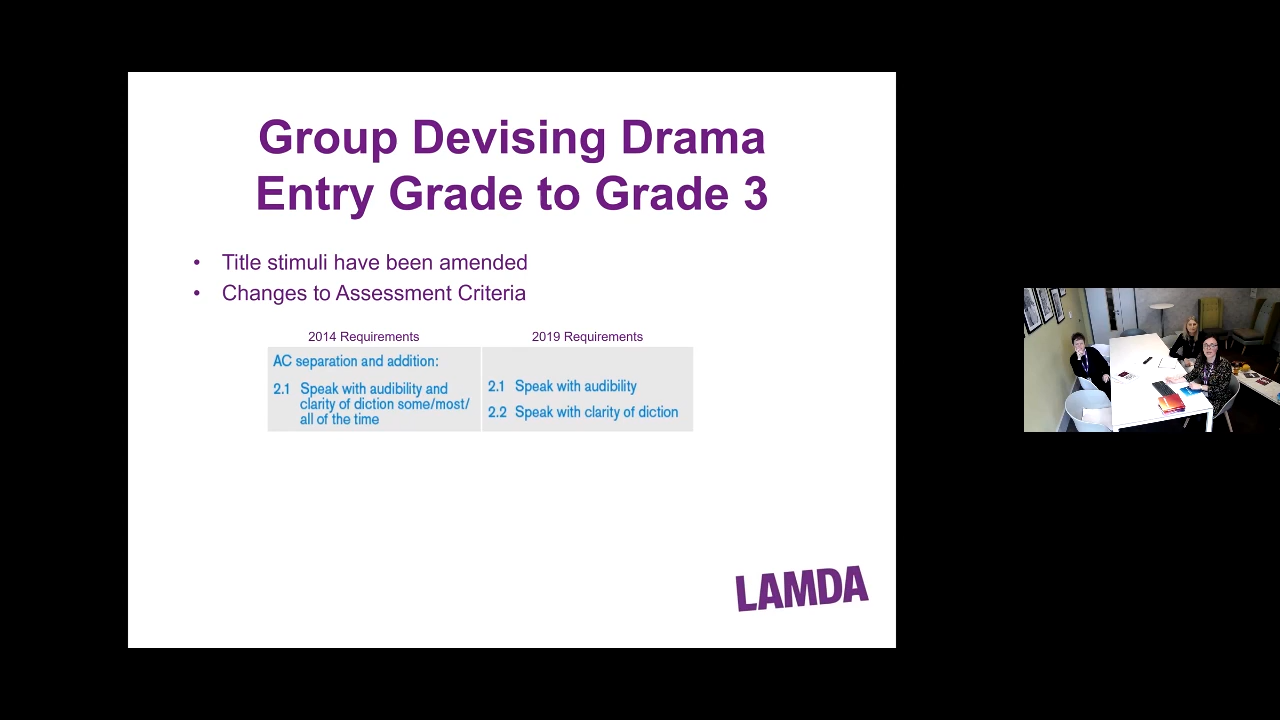 Group Devising Drama
Entry Grade to Grade 3
• Title stimuli have been amended
• Changes to Assessment Criteria
2014 Requirements
2019 Requirements
AC separation and addition:
2.1 Speak with audibility and
clarity of diction some/most/
all of the time
2.1 Speak with audibility
2.2 Speak with clarity of diction
LAMDA